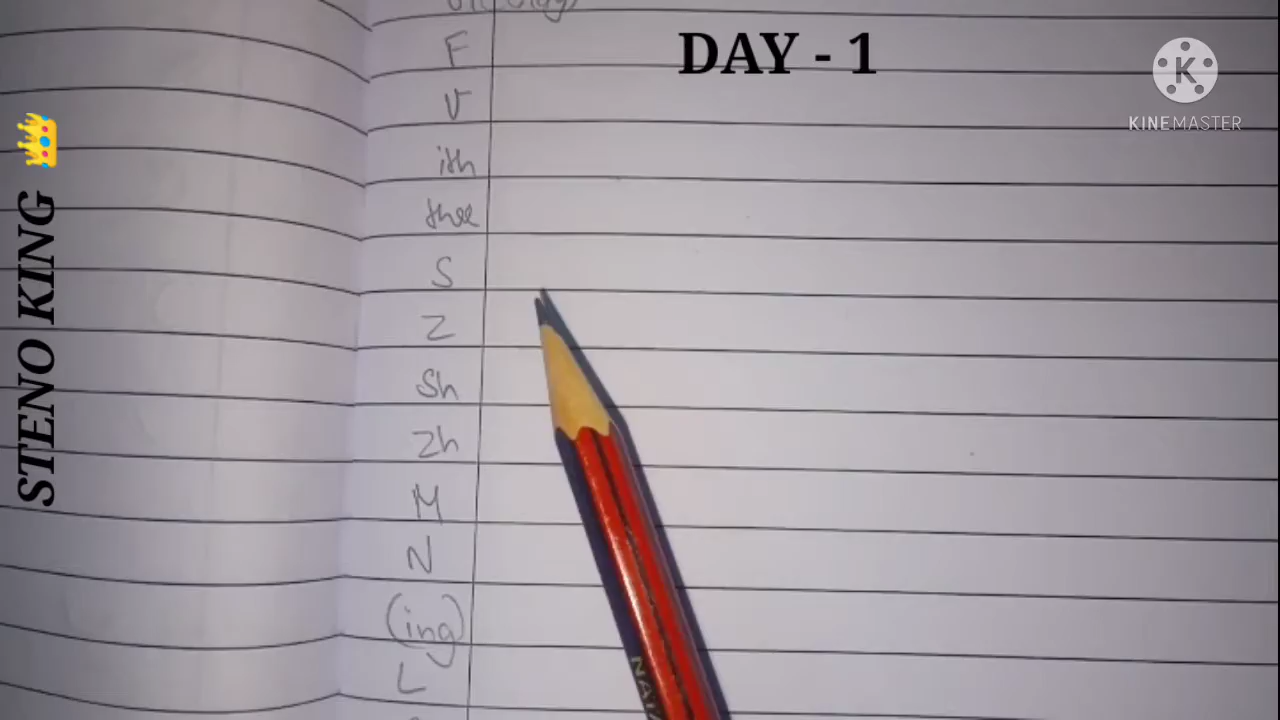 DAY - 1
K
KINEMASTER
STENO KING
F
V
ith
thee
S
Z
Sh
Zh
M
N
(ing)
L